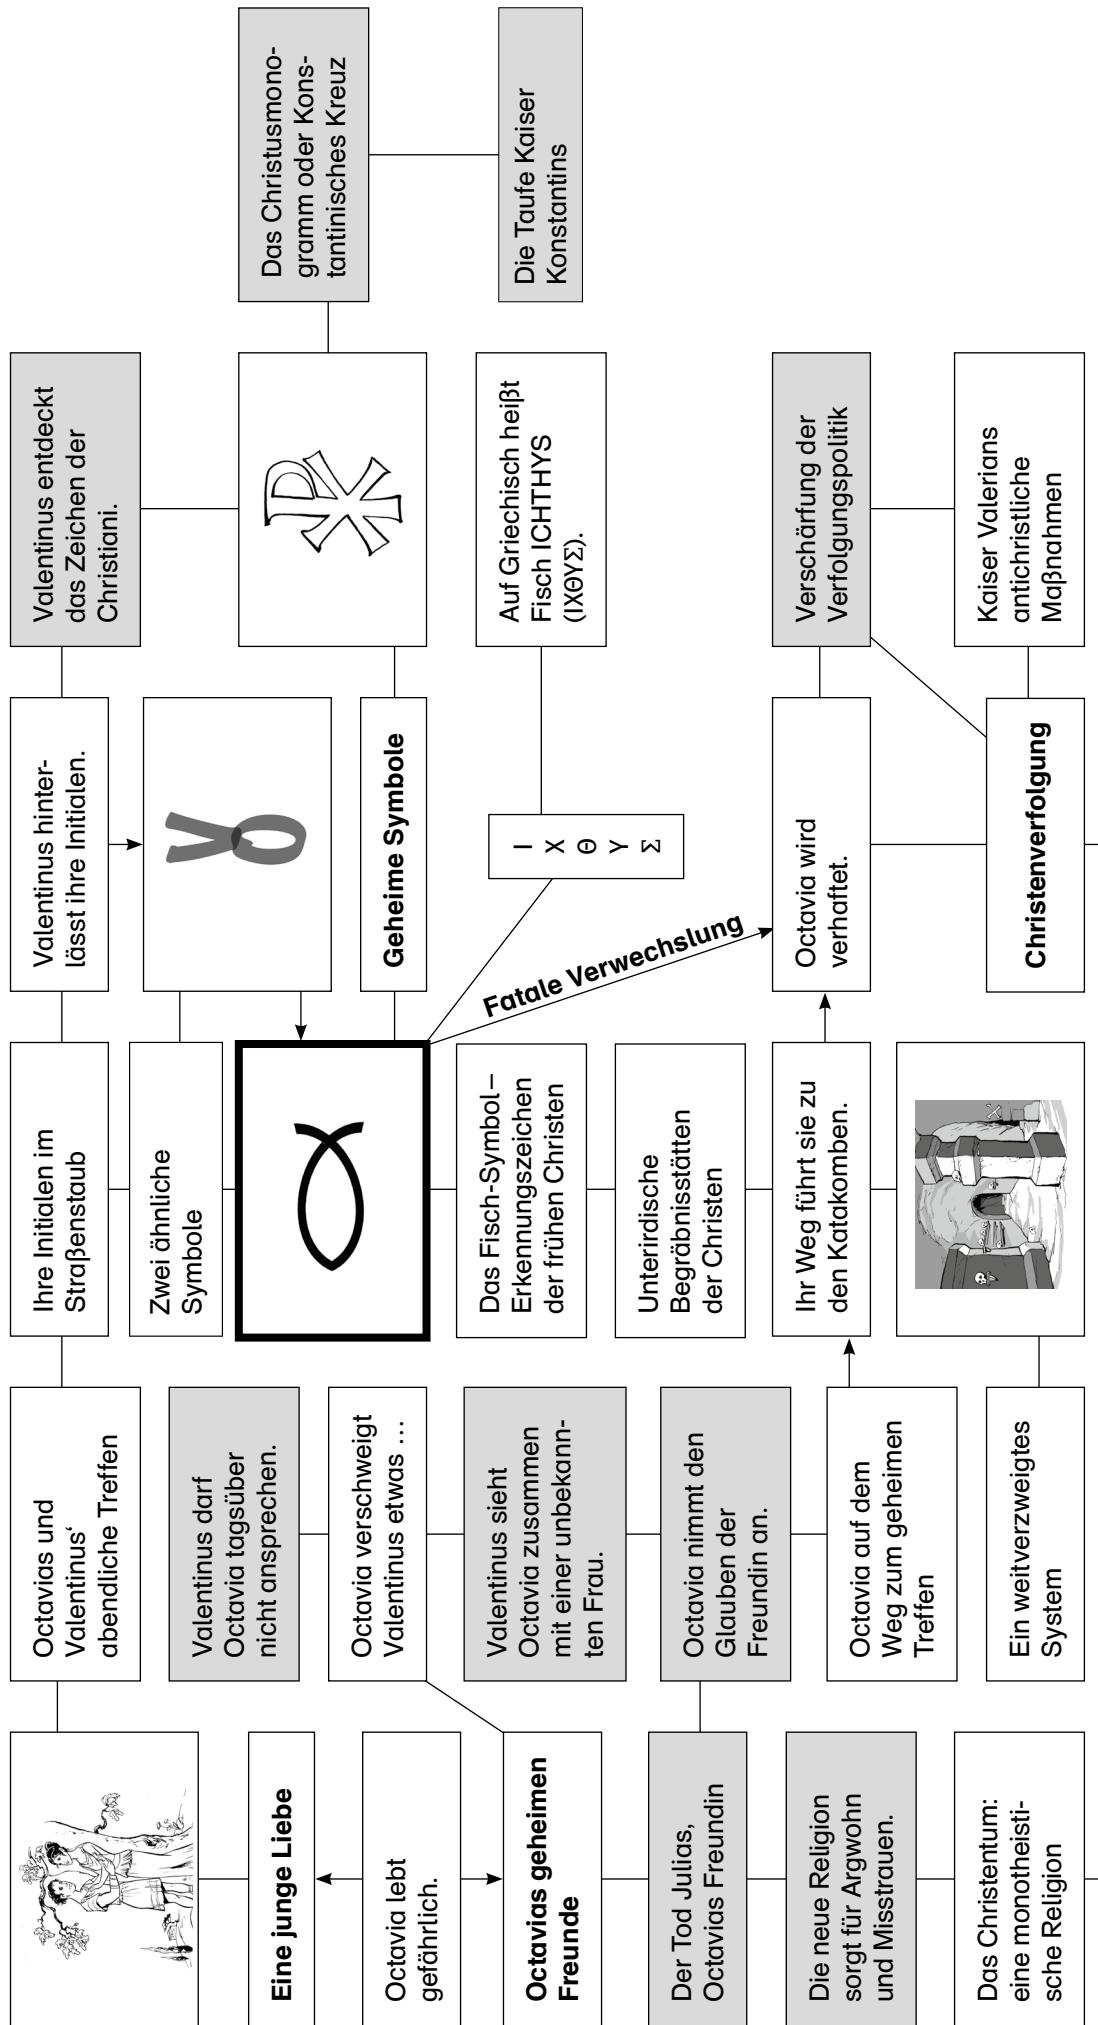 Eine junge Liebe
Octavia lebt
gefährlich.
Octavias geheimen
Freunde
Der Tod Julias,
Octavias Freundin
Die neue Religion
sorgt für Argwohn
und Misstrauen.
Das Christentum:
eine monotheisti-
sche Religion
Octavias und
Valentinus‘
abendliche Treffen
Valentinus darf
Octavia tagsüber
nicht ansprechen.
Octavia verschweigt
Valentinus etwas …
Valentinus sieht
Octavia zusammen
mit einer unbekann-
ten Frau.
Octavia nimmt den
Glauben der
Freundin an.
Octavia auf dem
Weg zum geheimen
Treffen
Ein weitverzweigtes
System
Ihre Initialen im
Straßenstaub
Zwei ähnliche
Symbole
Das Fisch-Symbol –
Erkennungszeichen
der frühen Christen
Unterirdische
Begräbnisstätten
der Christen
Ihr Weg führt sie zu
den Katakomben.
Valentinus hinter-
lässt ihre Initialen.
Geheime Symbole
Ι
Χ
Θ
Υ
Σ
Fatale Verwechslung
Octavia wird
verhaftet.
Christenverfolgung
Valentinus entdeckt
das Zeichen der
Christiani.
Auf Griechisch heißt
Fisch ICHTHYS
(ΙΧΘΥΣ).
Verschärfung der
Verfolgungspolitik
Kaiser Valerians
antichristliche
Maßnahmen
Das Christusmono-
gramm oder Kons-
tantinisches Kreuz
Die Taufe Kaiser
Konstantins